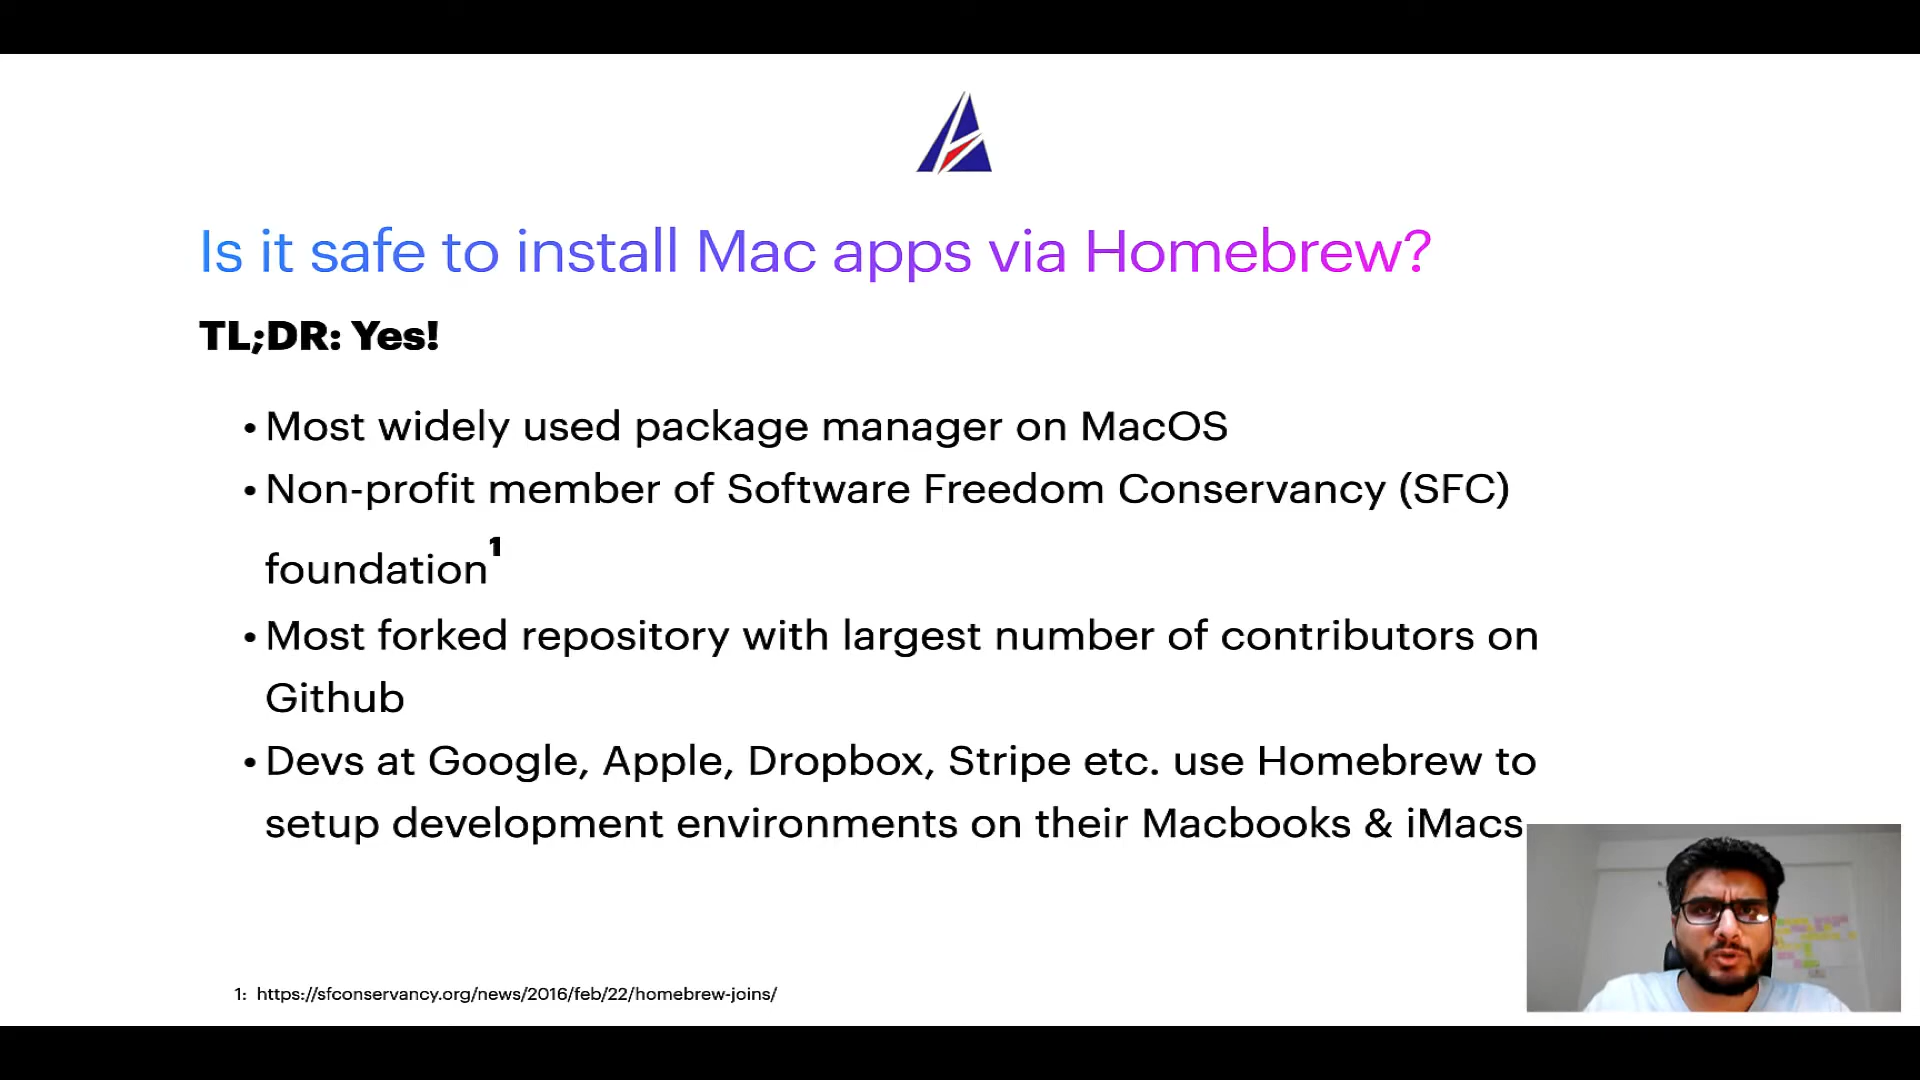 Is it safe to install Mac apps via Homebrew?
TL;DR: Yes!
• Most widely used package manager on MacOS
• Non-profit member of Software Freedom Conservancy (SFC)
foundation¹
• Most forked repository with largest number of contributors on
Github
• Devs at Google, Apple, Dropbox, Stripe etc. use Homebrew to
setup development environments on their Macbooks & iMacs
1: https://sfconservancy.org/news/2016/feb/22/homebrew-joins/